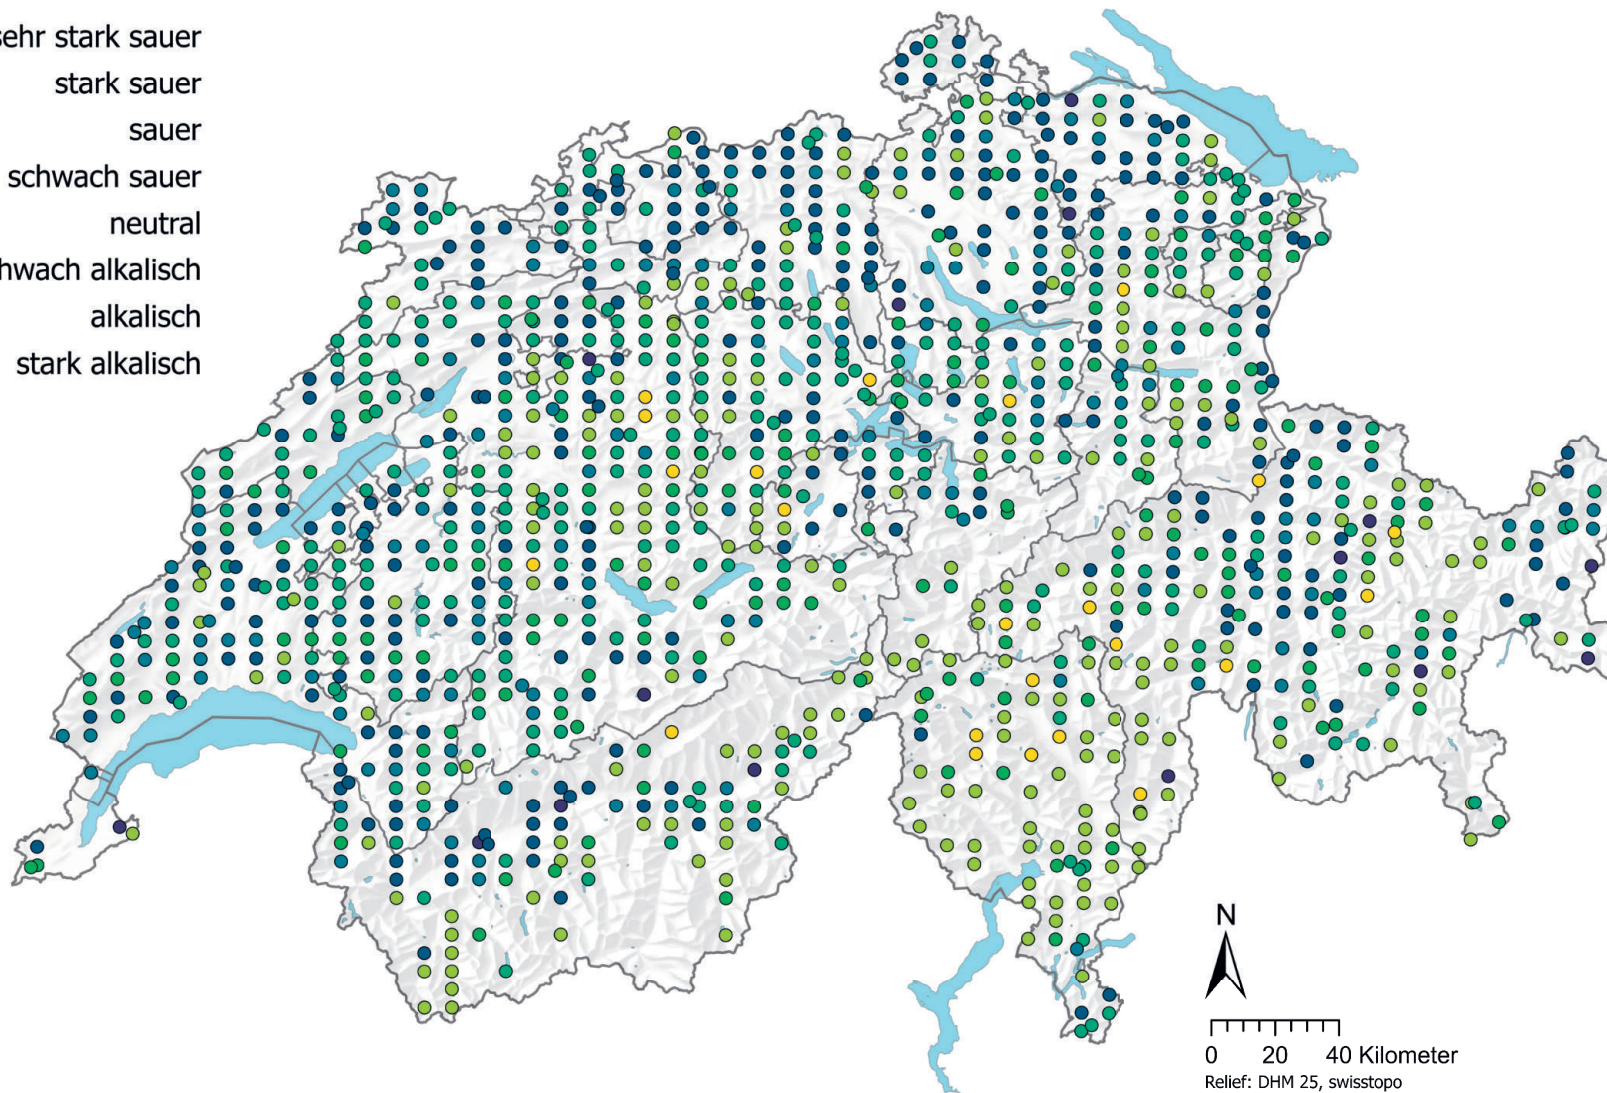 sehr stark sauer
stark sauer
sauer
schwach sauer
neutral
hwach alkalisch
alkalisch
stark alkalisch
N
0 20 40 Kilometer
Relief: DHM 25, swisstopo